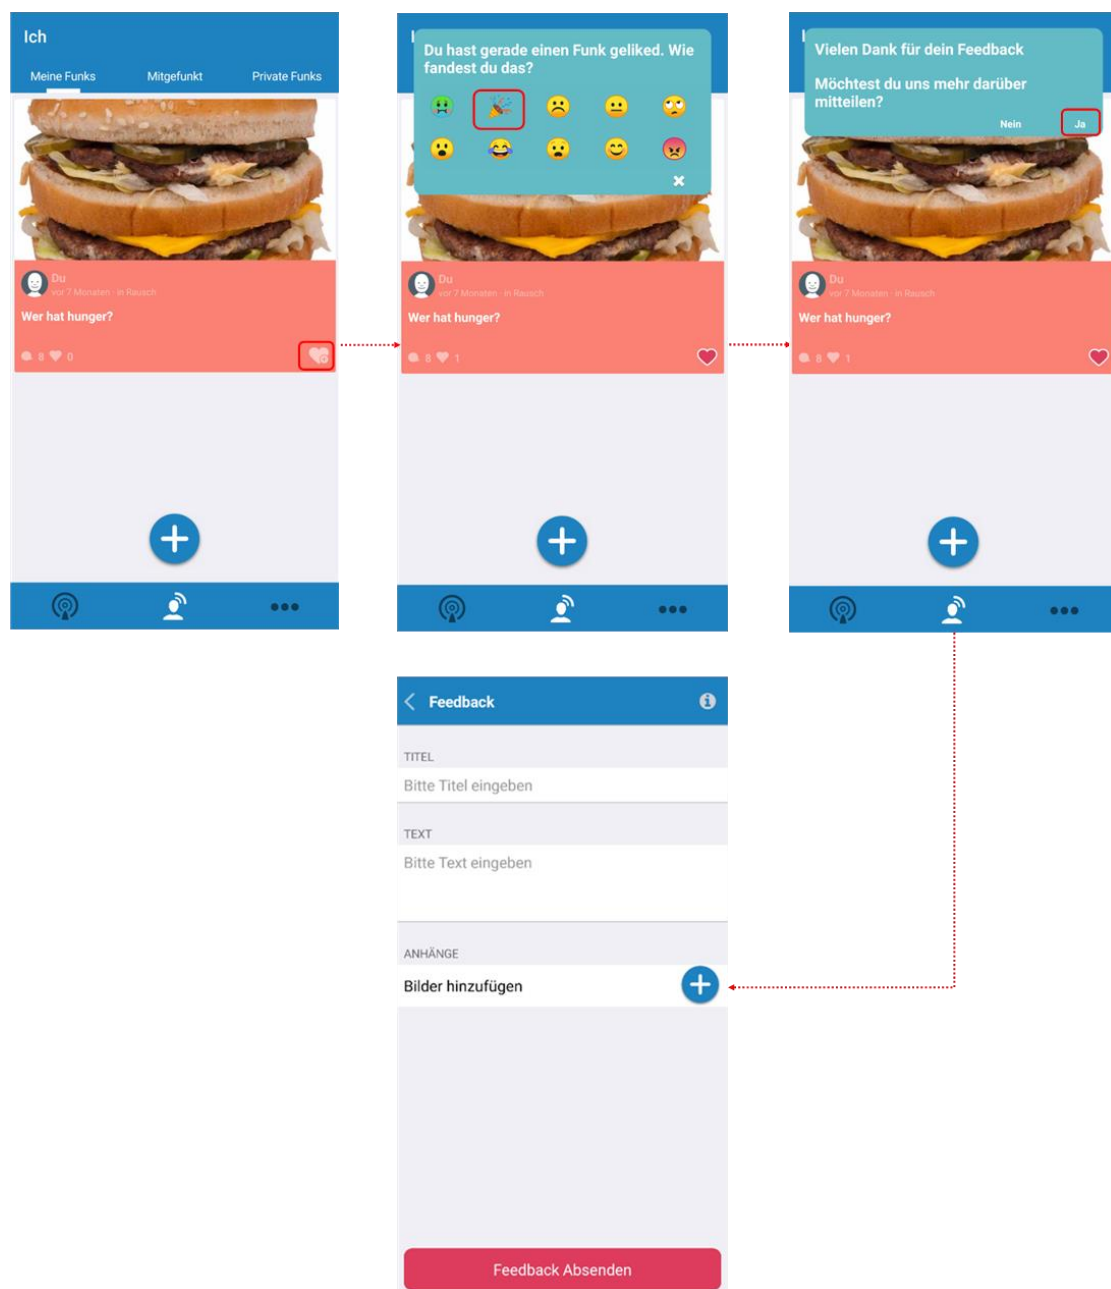 Ich
Meine Funks Mitgefunkt Private Funks
Du
vor 7 Monaten · in Rausch
Wer hat hunger?
8 0
Du hast gerade einen Funk geliked. Wie
fandest du das?
Du
vor 7 Monaten · in Rausch
Wer hat hunger?
8 1
Vielen Dank für dein Feedback
Möchtest du uns mehr darüber
mitteilen?
Nein Ja
Du
vor 7 Monaten · in Rausch
Wer hat hunger?
8 1
Feedback
TITEL
Bitte Titel eingeben
TEXT
Bitte Text eingeben
ANHÄNGE
Bilder hinzufügen
Feedback Absenden